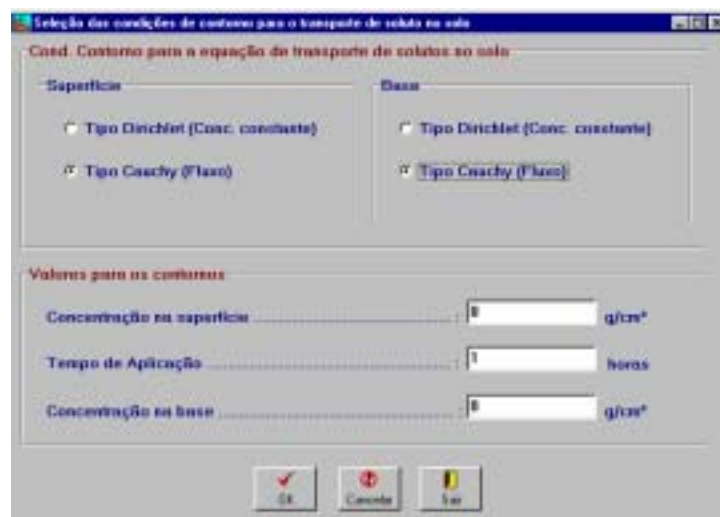 Seleção das condições de contorno para o transporte de soluto no solo
Cond. Contorno para a equação de transporte de solutos no solo
Superfície
Base
Tipo Dirichlet (Conc. constante)
Tipo Dirichlet (Conc. constante)
Tipo Cauchy (Fluxo)
Tipo Cauchy (Fluxo)
Valores para os contornos
Concentração na superfície : 0 g/cm³
Tempo de Aplicação : 1 horas
Concentração na base : 0 g/cm³
OK
Cancelar
Sair